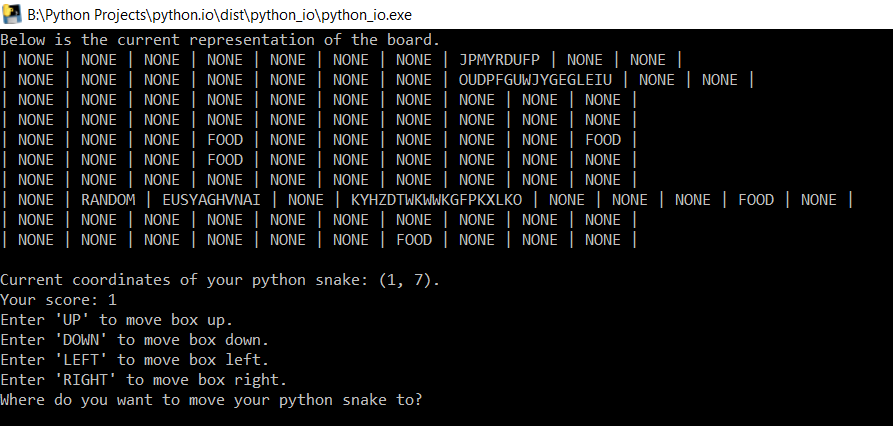 B:\Python Projects\python.io\dist\python_io\python_io.exe
Below is the current representation of the board.
| NONE | NONE | NONE | NONE | NONE | NONE | NONE | JPMYRDUFP | NONE | NONE |
| NONE | NONE | NONE | NONE | NONE | NONE | NONE | OUDPFGUWJYGEGLEIU | NONE | NONE |
| NONE | NONE | NONE | NONE | NONE | NONE | NONE | NONE | NONE | NONE |
| NONE | NONE | NONE | NONE | NONE | NONE | NONE | NONE | NONE | NONE |
| NONE | NONE | NONE | FOOD | NONE | NONE | NONE | NONE | NONE | FOOD |
| NONE | NONE | NONE | FOOD | NONE | NONE | NONE | NONE | NONE | NONE |
| NONE | NONE | NONE | NONE | NONE | NONE | NONE | NONE | NONE | NONE |
| NONE | RANDOM | EUSYAGHVNAI | NONE | KYHZDTWKWWKGFPKXLKO | NONE | NONE | NONE | FOOD | NONE |
| NONE | NONE | NONE | NONE | NONE | NONE | NONE | NONE | NONE | NONE |
| NONE | NONE | NONE | NONE | NONE | NONE | FOOD | NONE | NONE | NONE |
Current coordinates of your python snake: (1, 7).
Your score: 1
Enter 'UP' to move box up.
Enter 'DOWN' to move box down.
Enter 'LEFT' to move box left.
Enter 'RIGHT' to move box right.
Where do you want to move your python snake to?